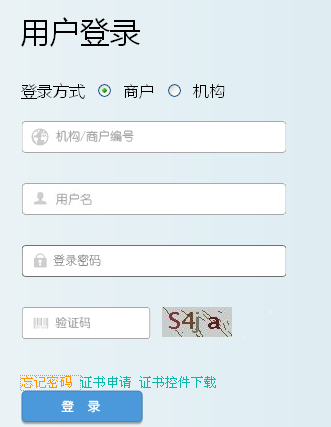 用户登录
登录方式 商户 机构
机构/商户编号
用户名
登录密码
验证码 S4ja
忘记密码 证书申请 证书控件下载
登 录